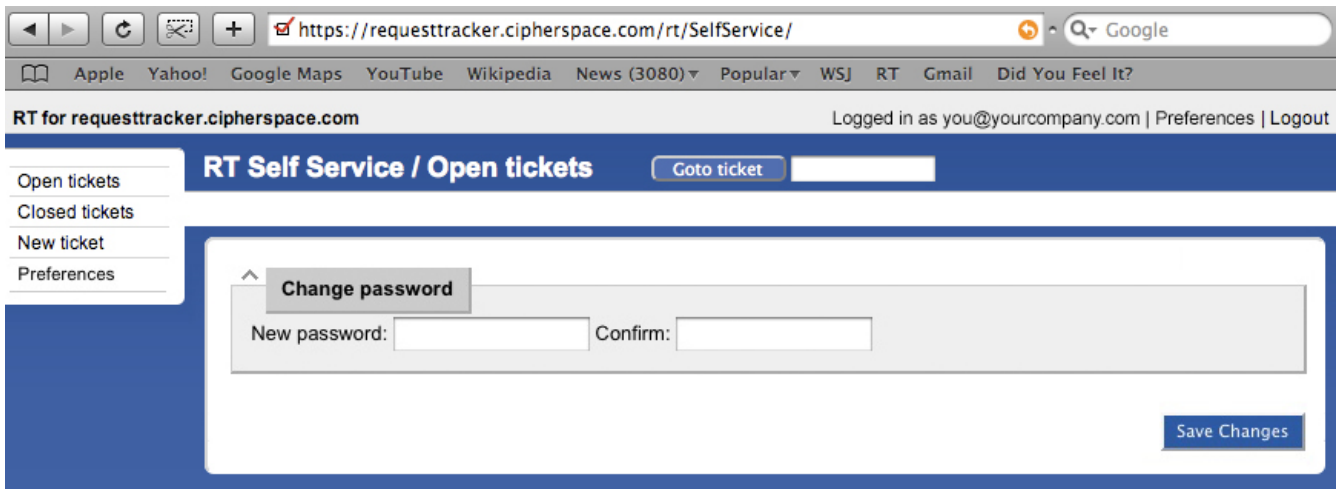 https://requesttracker.cipherspace.com/rt/SelfService/ Google
Apple Yahoo! Google Maps YouTube Wikipedia News (3080) Popular WSJ RT Gmail Did You Feel It?
RT for requesttracker.cipherspace.com Logged in as you@yourcompany.com | Preferences | Logout
RT Self Service / Open tickets Goto ticket
Open tickets
Closed tickets
New ticket
Preferences
Change password
New password: Confirm:
Save Changes